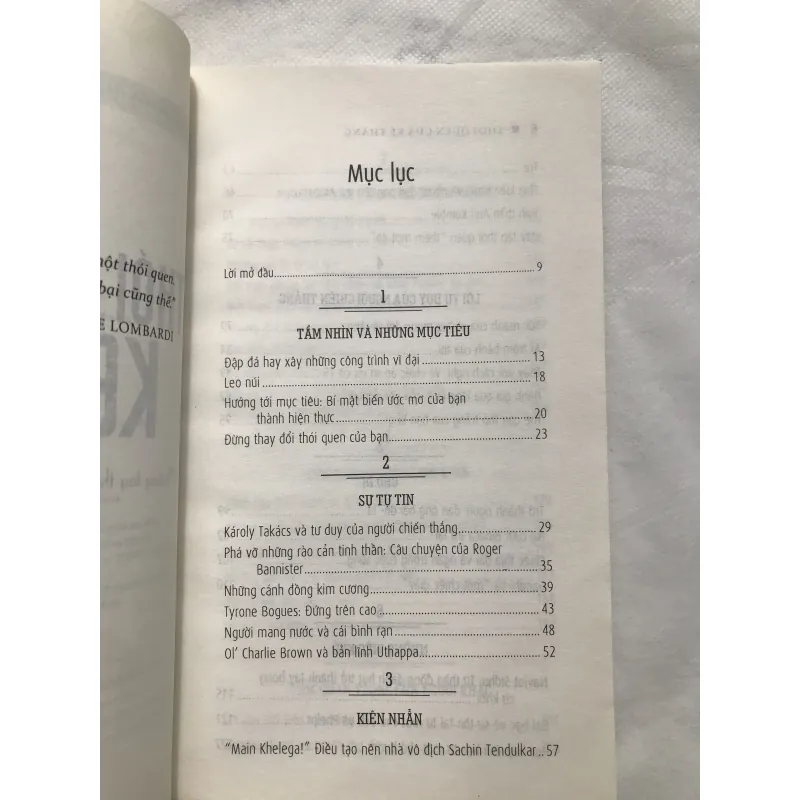 một thói quen,
bại cũng thế."
E LOMBARDI
Mục lục
Lời mở đầu 9
1
TẦM NHÌN VÀ NHỮNG MỤC TIÊU
Đập đá hay xây những công trình vĩ đại 13
Leo núi 18
Hướng tới mục tiêu: Bí mật biến ước mơ của bạn
thành hiện thực 20
Đừng thay đổi thói quen của bạn 23
2
SỰ TỰ TIN
Károly Takács và tư duy của người chiến thắng 29
Phá vỡ những rào cản tinh thần: Câu chuyện của Roger
Bannister 35
Những cánh đồng kim cương 39
Tyrone Bogues: Đứng trên cao 43
Người mang nước và cái bình rạn 48
Ol' Charlie Brown và bản lĩnh Uthappa 52
3
KIÊN NHẪN
"Main Khelega!" Điều tạo nên nhà vô địch Sachin Tendulkar .. 57